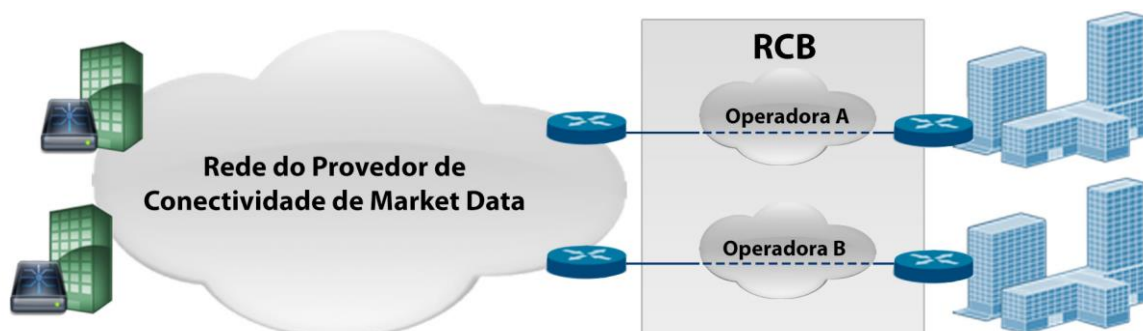 RCB
Operadora A
Rede do Provedor de
Conectividade de Market Data
Operadora B